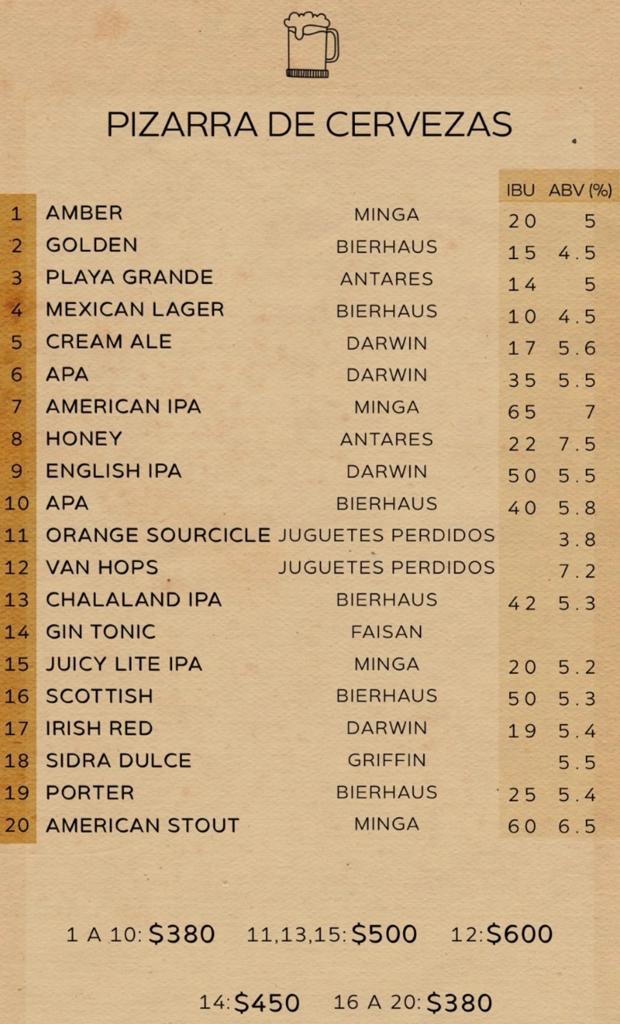 PIZARRA DE CERVEZAS
IBU ABV (%)
1 AMBER MINGA 20 5
2 GOLDEN BIERHAUS 15 4.5
3 PLAYA GRANDE ANTARES 14 5
4 MEXICAN LAGER BIERHAUS 10 4.5
5 CREAM ALE DARWIN 17 5.6
6 APA DARWIN 35 5.5
7 AMERICAN IPA MINGA 65 7
8 HONEY ANTARES 22 7.5
9 ENGLISH IPA DARWIN 50 5.5
10 APA BIERHAUS 40 5.8
11 ORANGE SOURCICLE JUGUETES PERDIDOS 3.8
12 VAN HOPS JUGUETES PERDIDOS 7.2
13 CHALALAND IPA BIERHAUS 42 5.3
14 GIN TONIC FAISAN
15 JUICY LITE IPA MINGA 20 5.2
16 SCOTTISH BIERHAUS 50 5.3
17 IRISH RED DARWIN 19 5.4
18 SIDRA DULCE GRIFFIN 5.5
19 PORTER BIERHAUS 25 5.4
20 AMERICAN STOUT MINGA 60 6.5
1 A 10: $380 11,13,15: $500 12:$600
14:$450 16 A 20: $380